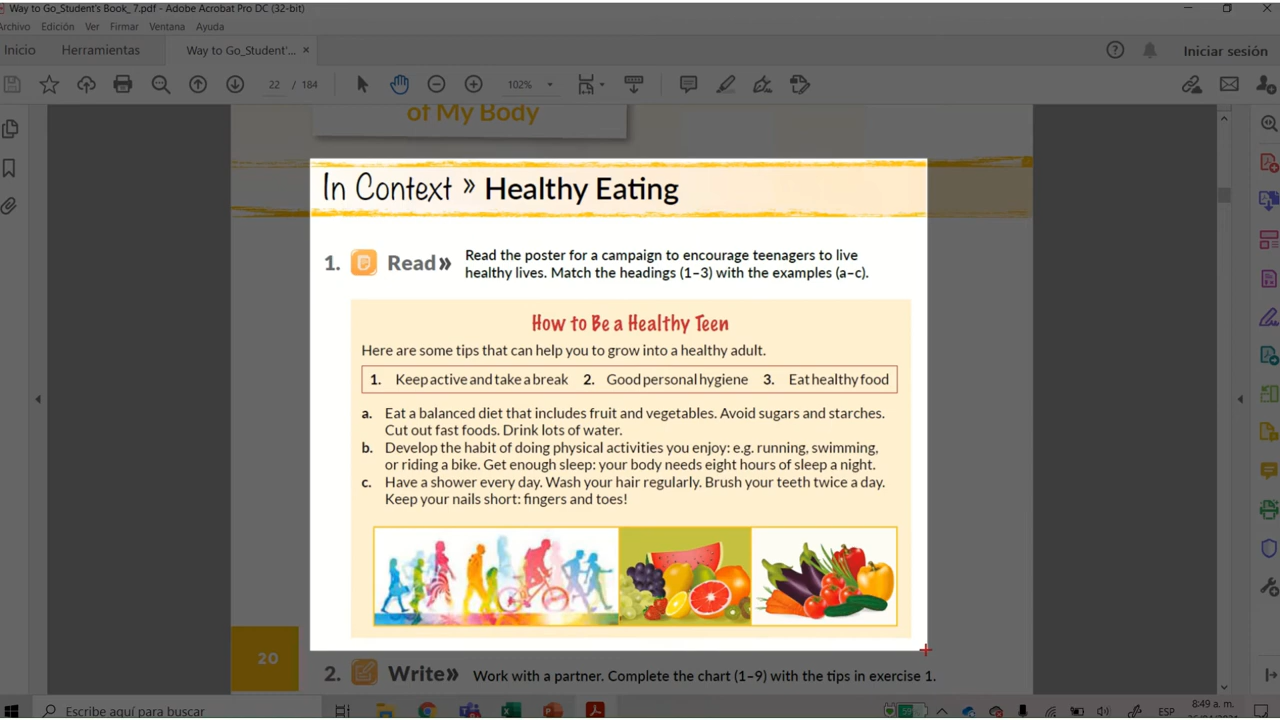 Way to Go_Student's Book_ 7.pdf - Adobe Acrobat Pro DC (32-bit)
Archivo Edición Ver Firmar Ventana Ayuda
Inicio Herramientas Way to Go_Student'... × Iniciar sesión
22 / 184 102%
of My Body
In Context » Healthy Eating
1. Read» Read the poster for a campaign to encourage teenagers to live
healthy lives. Match the headings (1–3) with the examples (a–c).
How to Be a Healthy Teen
Here are some tips that can help you to grow into a healthy adult.
1. Keep active and take a break 2. Good personal hygiene 3. Eat healthy food
a. Eat a balanced diet that includes fruit and vegetables. Avoid sugars and starches.
Cut out fast foods. Drink lots of water.
b. Develop the habit of doing physical activities you enjoy: e.g. running, swimming,
or riding a bike. Get enough sleep: your body needs eight hours of sleep a night.
c. Have a shower every day. Wash your hair regularly. Brush your teeth twice a day.
Keep your nails short: fingers and toes!
20
2. Write» Work with a partner. Complete the chart (1–9) with the tips in exercise 1.
Escribe aquí para buscar ESP 8:49 a. m.